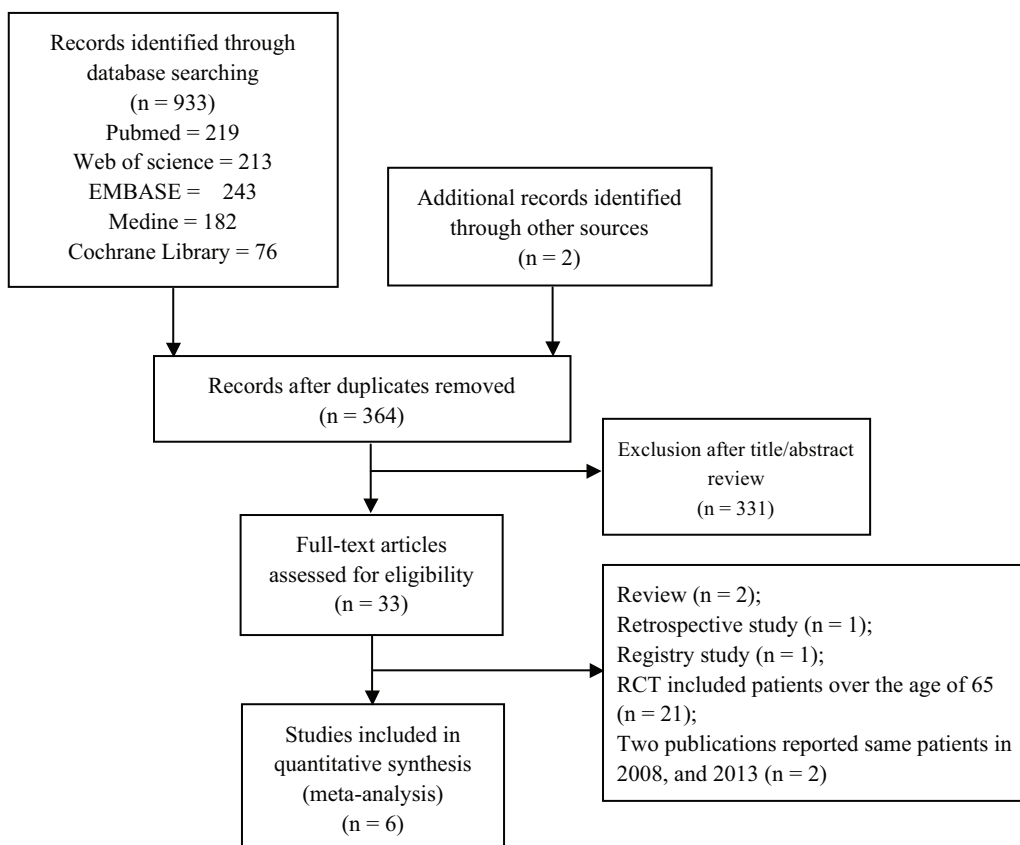 Records identified through
database searching
(n = 933)
Pubmed = 219
Web of science = 213
EMBASE = 243
Medine = 182
Cochrane Library = 76
Additional records identified
through other sources
(n = 2)
Records after duplicates removed
(n = 364)
Exclusion after title/abstract
review
(n = 331)
Full-text articles
assessed for eligibility
(n = 33)
Review (n = 2);
Retrospective study (n = 1);
Registry study (n = 1);
RCT included patients over the age of 65
(n = 21);
Two publications reported same patients in
2008, and 2013 (n = 2)
Studies included in
quantitative synthesis
(meta-analysis)
(n = 6)